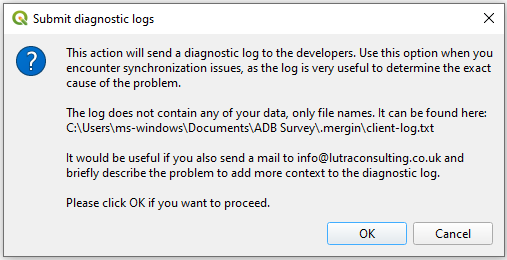 Submit diagnostic logs
This action will send a diagnostic log to the developers. Use this option when you
encounter synchronization issues, as the log is very useful to determine the exact
cause of the problem.
The log does not contain any of your data, only file names. It can be found here:
C:\Users\ms-windows\Documents\ADB Survey\.mergin\client-log.txt
It would be useful if you also send a mail to info@lutraconsulting.co.uk and
briefly describe the problem to add more context to the diagnostic log.
Please click OK if you want to proceed.
OK
Cancel